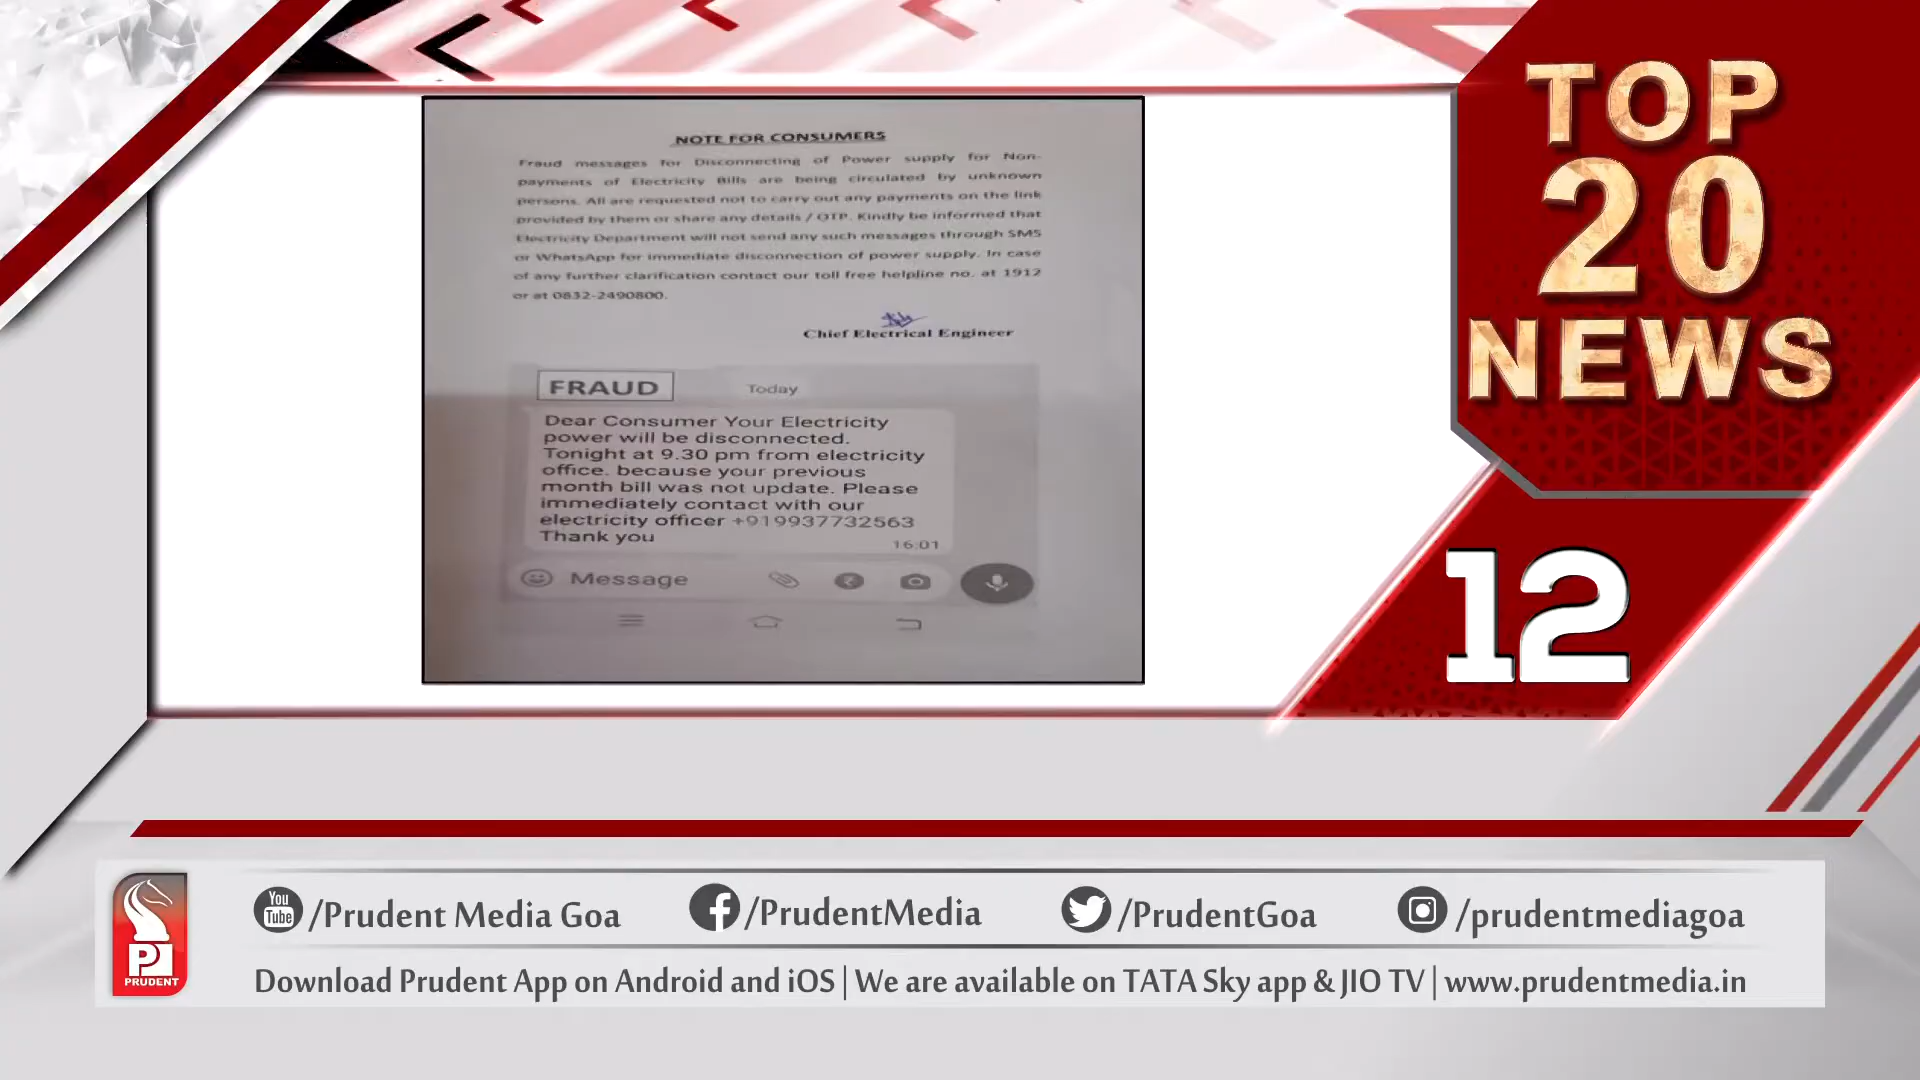 NOTE FOR CONSUMERS
Fraud messages for Disconnecting of Power supply for Non-
payments of Electricity Bills are being circulated by unknown
persons. All are requested not to carry out any payments on the link
provided by them or share any details / OTP. Kindly be informed that
Electricity Department will not send any such messages through SMS
or WhatsApp for immediate disconnection of power supply. In case
of any further clarification contact our toll free helpline no. at 1912
or at 0832-2490800.
Chief Electrical Engineer
FRAUD
Today
Dear Consumer Your Electricity
power will be disconnected.
Tonight at 9.30 pm from electricity
office. because your previous
month bill was not update. Please
immediately contact with our
electricity officer +919937732563
Thank you
16:01
Message
TOP
20
NEWS
12
You
Tube
/Prudent Media Goa
/PrudentMedia
/PrudentGoa
/prudentmediagoa
PRUDENT
Download Prudent App on Android and iOS | We are available on TATA Sky app & JIO TV | www.prudentmedia.in